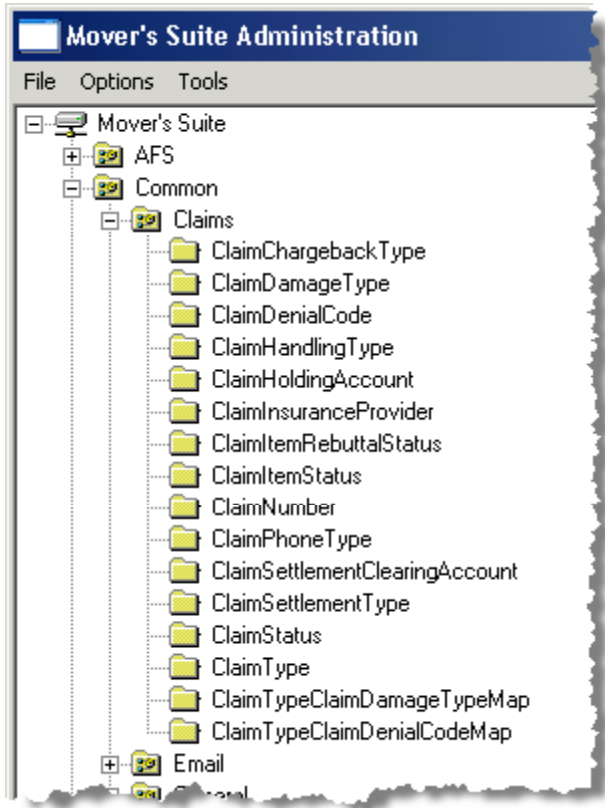 Mover's Suite Administration
File Options Tools
Mover's Suite
AFS
Common
Claims
ClaimChargebackType
ClaimDamageType
ClaimDenialCode
ClaimHandlingType
ClaimHoldingAccount
ClaimInsuranceProvider
ClaimItemRebuttalStatus
ClaimItemStatus
ClaimNumber
ClaimPhoneType
ClaimSettlementClearingAccount
ClaimSettlementType
ClaimStatus
ClaimType
ClaimTypeClaimDamageTypeMap
ClaimTypeClaimDenialCodeMap
Email
General